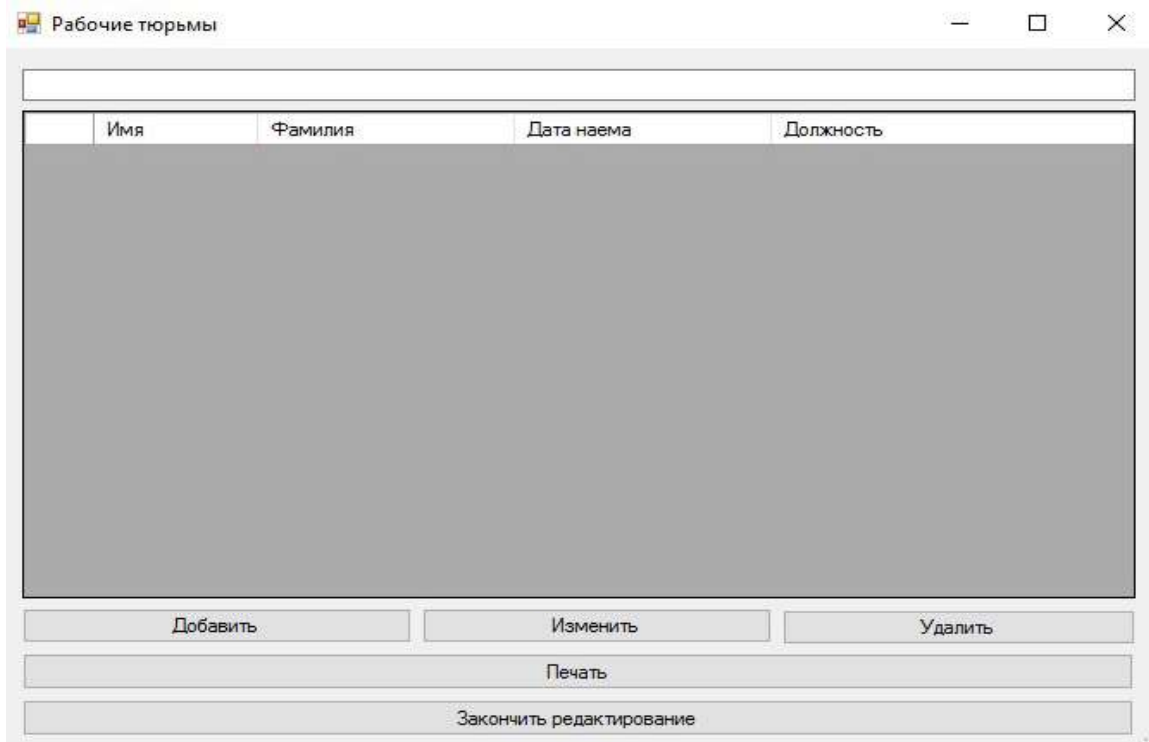 Рабочие тюрьмы
Имя Фамилия Дата наема Должность
Добавить Изменить Удалить
Печать
Закончить редактирование